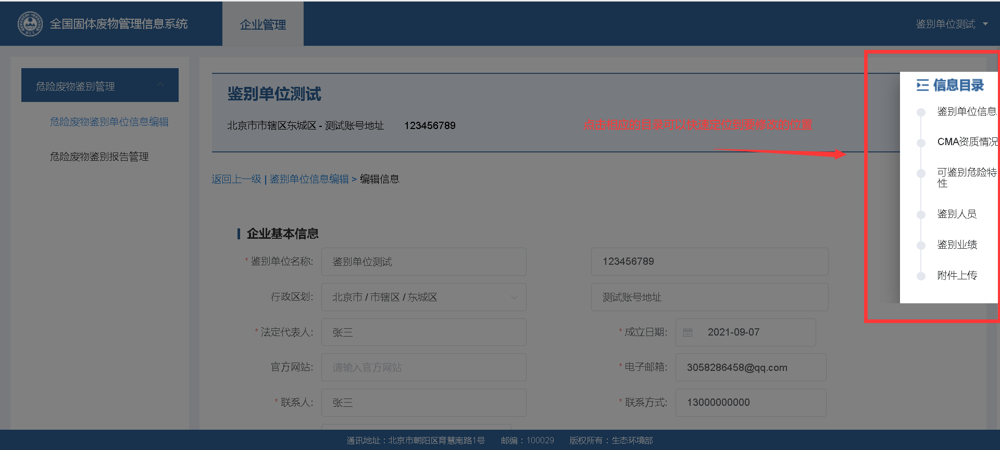 全国固体废物管理信息系统
企业管理
鉴别单位测试
危险废物鉴别管理
危险废物鉴别单位信息编辑
危险废物鉴别报告管理
鉴别单位测试
北京市市辖区东城区 - 测试账号地址 123456789
点击相应的目录可以快速定位到要修改的位置
返回上一级 | 鉴别单位信息编辑 > 编辑信息
企业基本信息
* 鉴别单位名称: 鉴别单位测试 123456789
行政区划: 北京市 / 市辖区 / 东城区 测试账号地址
* 法定代表人: 张三 * 成立日期: 2021-09-07
官方网站: 请输入官方网站 * 电子邮箱: 3058286458@qq.com
* 联系人: 张三 * 联系方式: 13000000000
信息目录
鉴别单位信息
CMA资质情况
可鉴别危险特
性
鉴别人员
鉴别业绩
附件上传
通讯地址：北京市朝阳区育慧南路1号 邮编：100029 版权所有：生态环境部